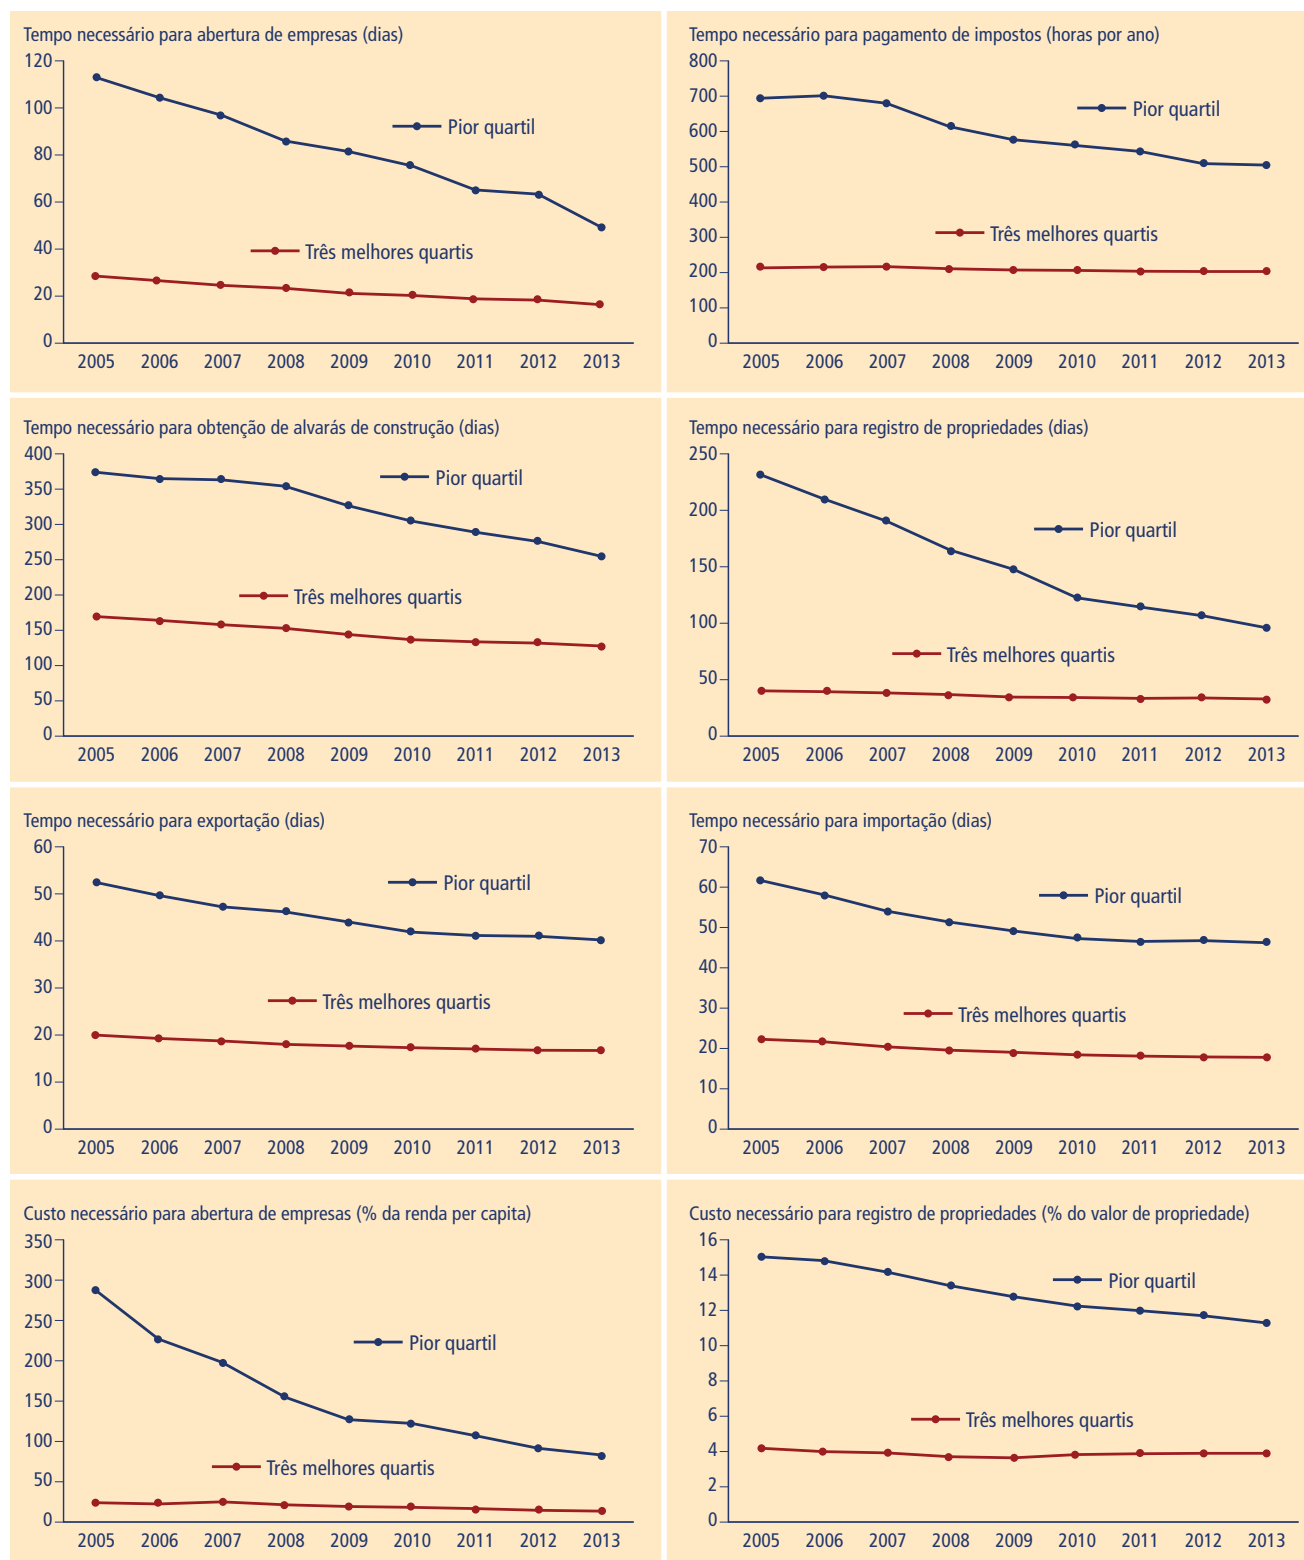 Tempo necessário para abertura de empresas (dias)
120
100
80
60
40
20
0
Pior quartil
Três melhores quartis
2005 2006 2007 2008 2009 2010 2011 2012 2013
Tempo necessário para pagamento de impostos (horas por ano)
800
700
600
500
400
300
200
100
0
Pior quartil
Três melhores quartis
2005 2006 2007 2008 2009 2010 2011 2012 2013
Tempo necessário para obtenção de alvarás de construção (dias)
400
350
300
250
200
150
100
50
0
Pior quartil
Três melhores quartis
2005 2006 2007 2008 2009 2010 2011 2012 2013
Tempo necessário para registro de propriedades (dias)
250
200
150
100
50
0
Pior quartil
Três melhores quartis
2005 2006 2007 2008 2009 2010 2011 2012 2013
Tempo necessário para exportação (dias)
60
50
40
30
20
10
0
Pior quartil
Três melhores quartis
2005 2006 2007 2008 2009 2010 2011 2012 2013
Tempo necessário para importação (dias)
70
60
50
40
30
20
10
0
Pior quartil
Três melhores quartis
2005 2006 2007 2008 2009 2010 2011 2012 2013
Custo necessário para abertura de empresas (% da renda per capita)
350
300
250
200
150
100
50
0
Pior quartil
Três melhores quartis
2005 2006 2007 2008 2009 2010 2011 2012 2013
Custo necessário para registro de propriedades (% do valor de propriedade)
16
14
12
10
8
6
4
2
0
Pior quartil
Três melhores quartis
2005 2006 2007 2008 2009 2010 2011 2012 2013